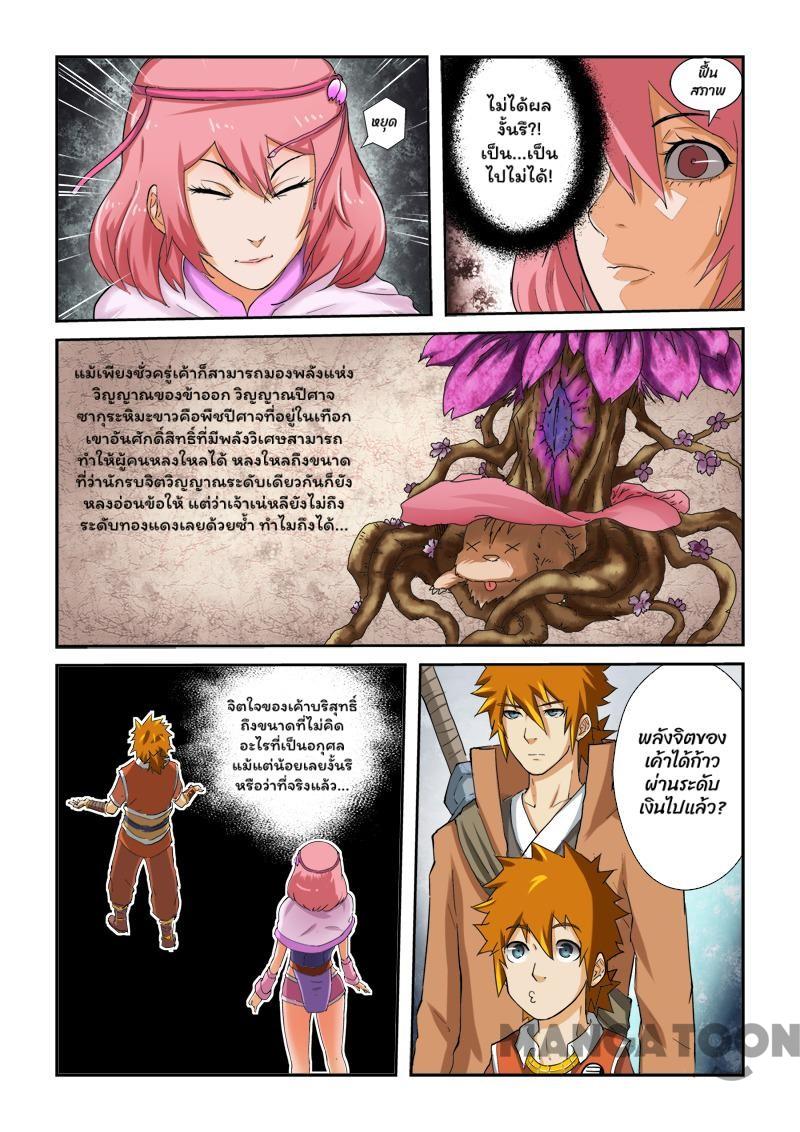 หยุด
ฟื้น
สภาพ
ไม่ได้ผล
งั้นรึ?!
เป็น...เป็น
ไปไม่ได้!
แม้เพียงชั่วครู่เค้าก็สามารถมองพลังแห่ง
วิญญาณของข้าออก วิญญาณปีศาจ
ซากุระหิมะขาวคือพืชปีศาจที่อยู่ในเทือก
เขาอันศักดิ์สิทธิ์ที่มีพลังวิเศษสามารถ
ทำให้ผู้คนหลงใหลได้ หลงใหลถึงขนาด
ที่ว่านักรบจิตวิญญาณระดับเดียวกันก็ยัง
หลงอ่อนข้อให้ แต่ว่าเจ้าเน่หลียังไม่ถึง
ระดับทองแดงเลยด้วยซ้ำ ทำไมถึงได้...
จิตใจของเค้าบริสุทธิ์
ถึงขนาดที่ไม่คิด
อะไรที่เป็นอกุศล
แม้แต่น้อยเลยงั้นรึ
หรือว่าที่จริงแล้ว...
พลังจิตของ
เค้าได้ก้าว
ผ่านระดับ
เงินไปแล้ว?
MANGATOON